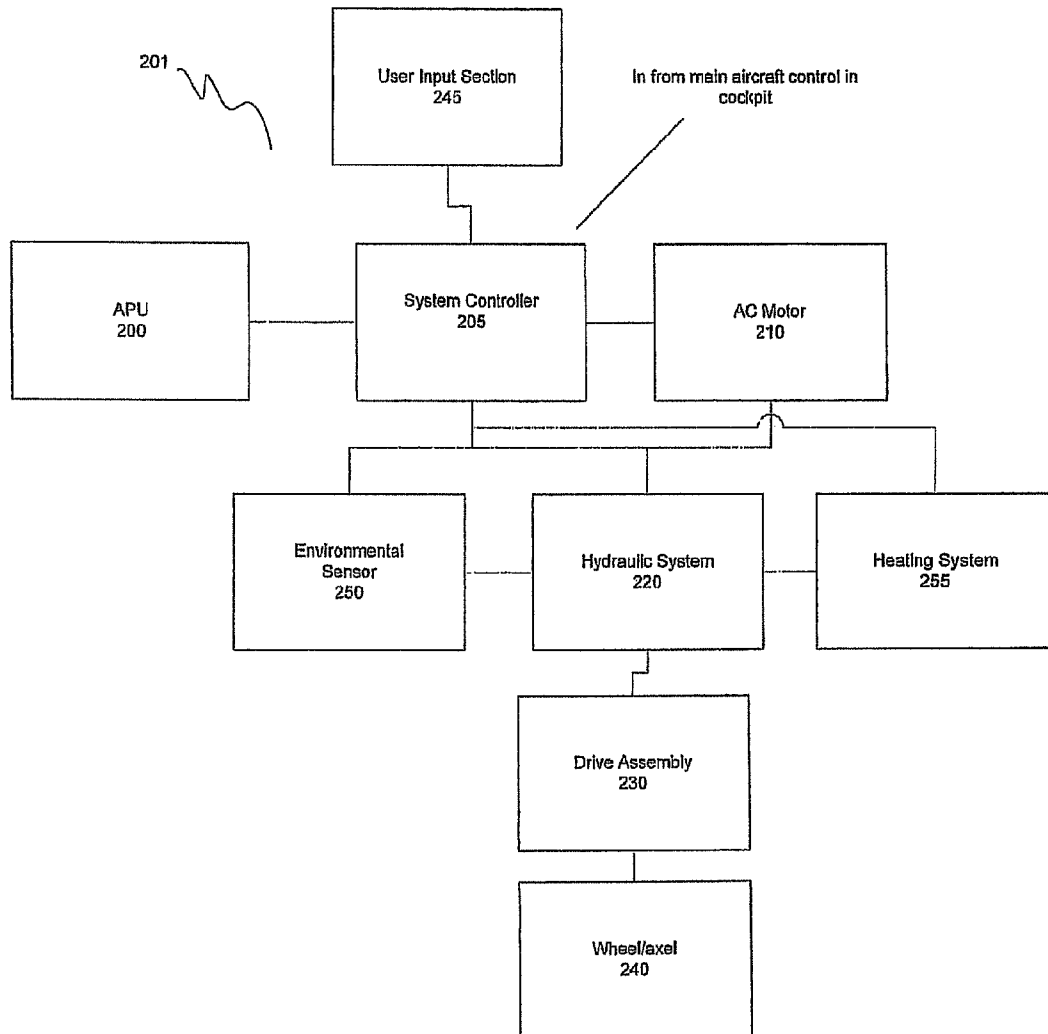 201
User Input Section
245
In from main aircraft control in
cockpit
APU
200
System Controller
205
AC Motor
210
Environmental
Sensor
250
Hydraulic System
220
Heating System
255
Drive Assembly
230
Wheel/axel
240